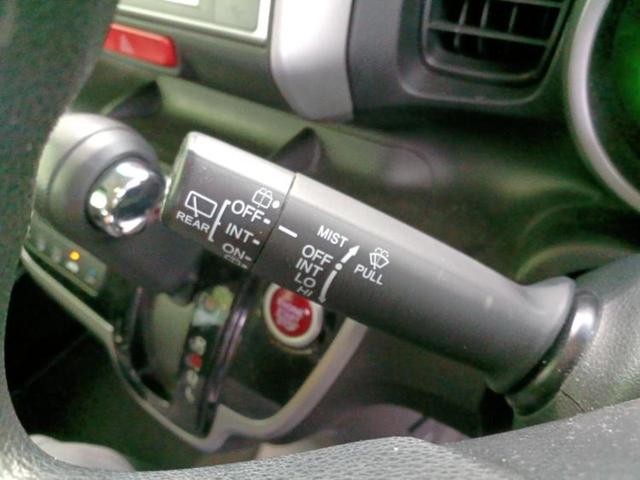 REAR
OFF
INT
ON
MIST
OFF
INT
LO
HI
PULL